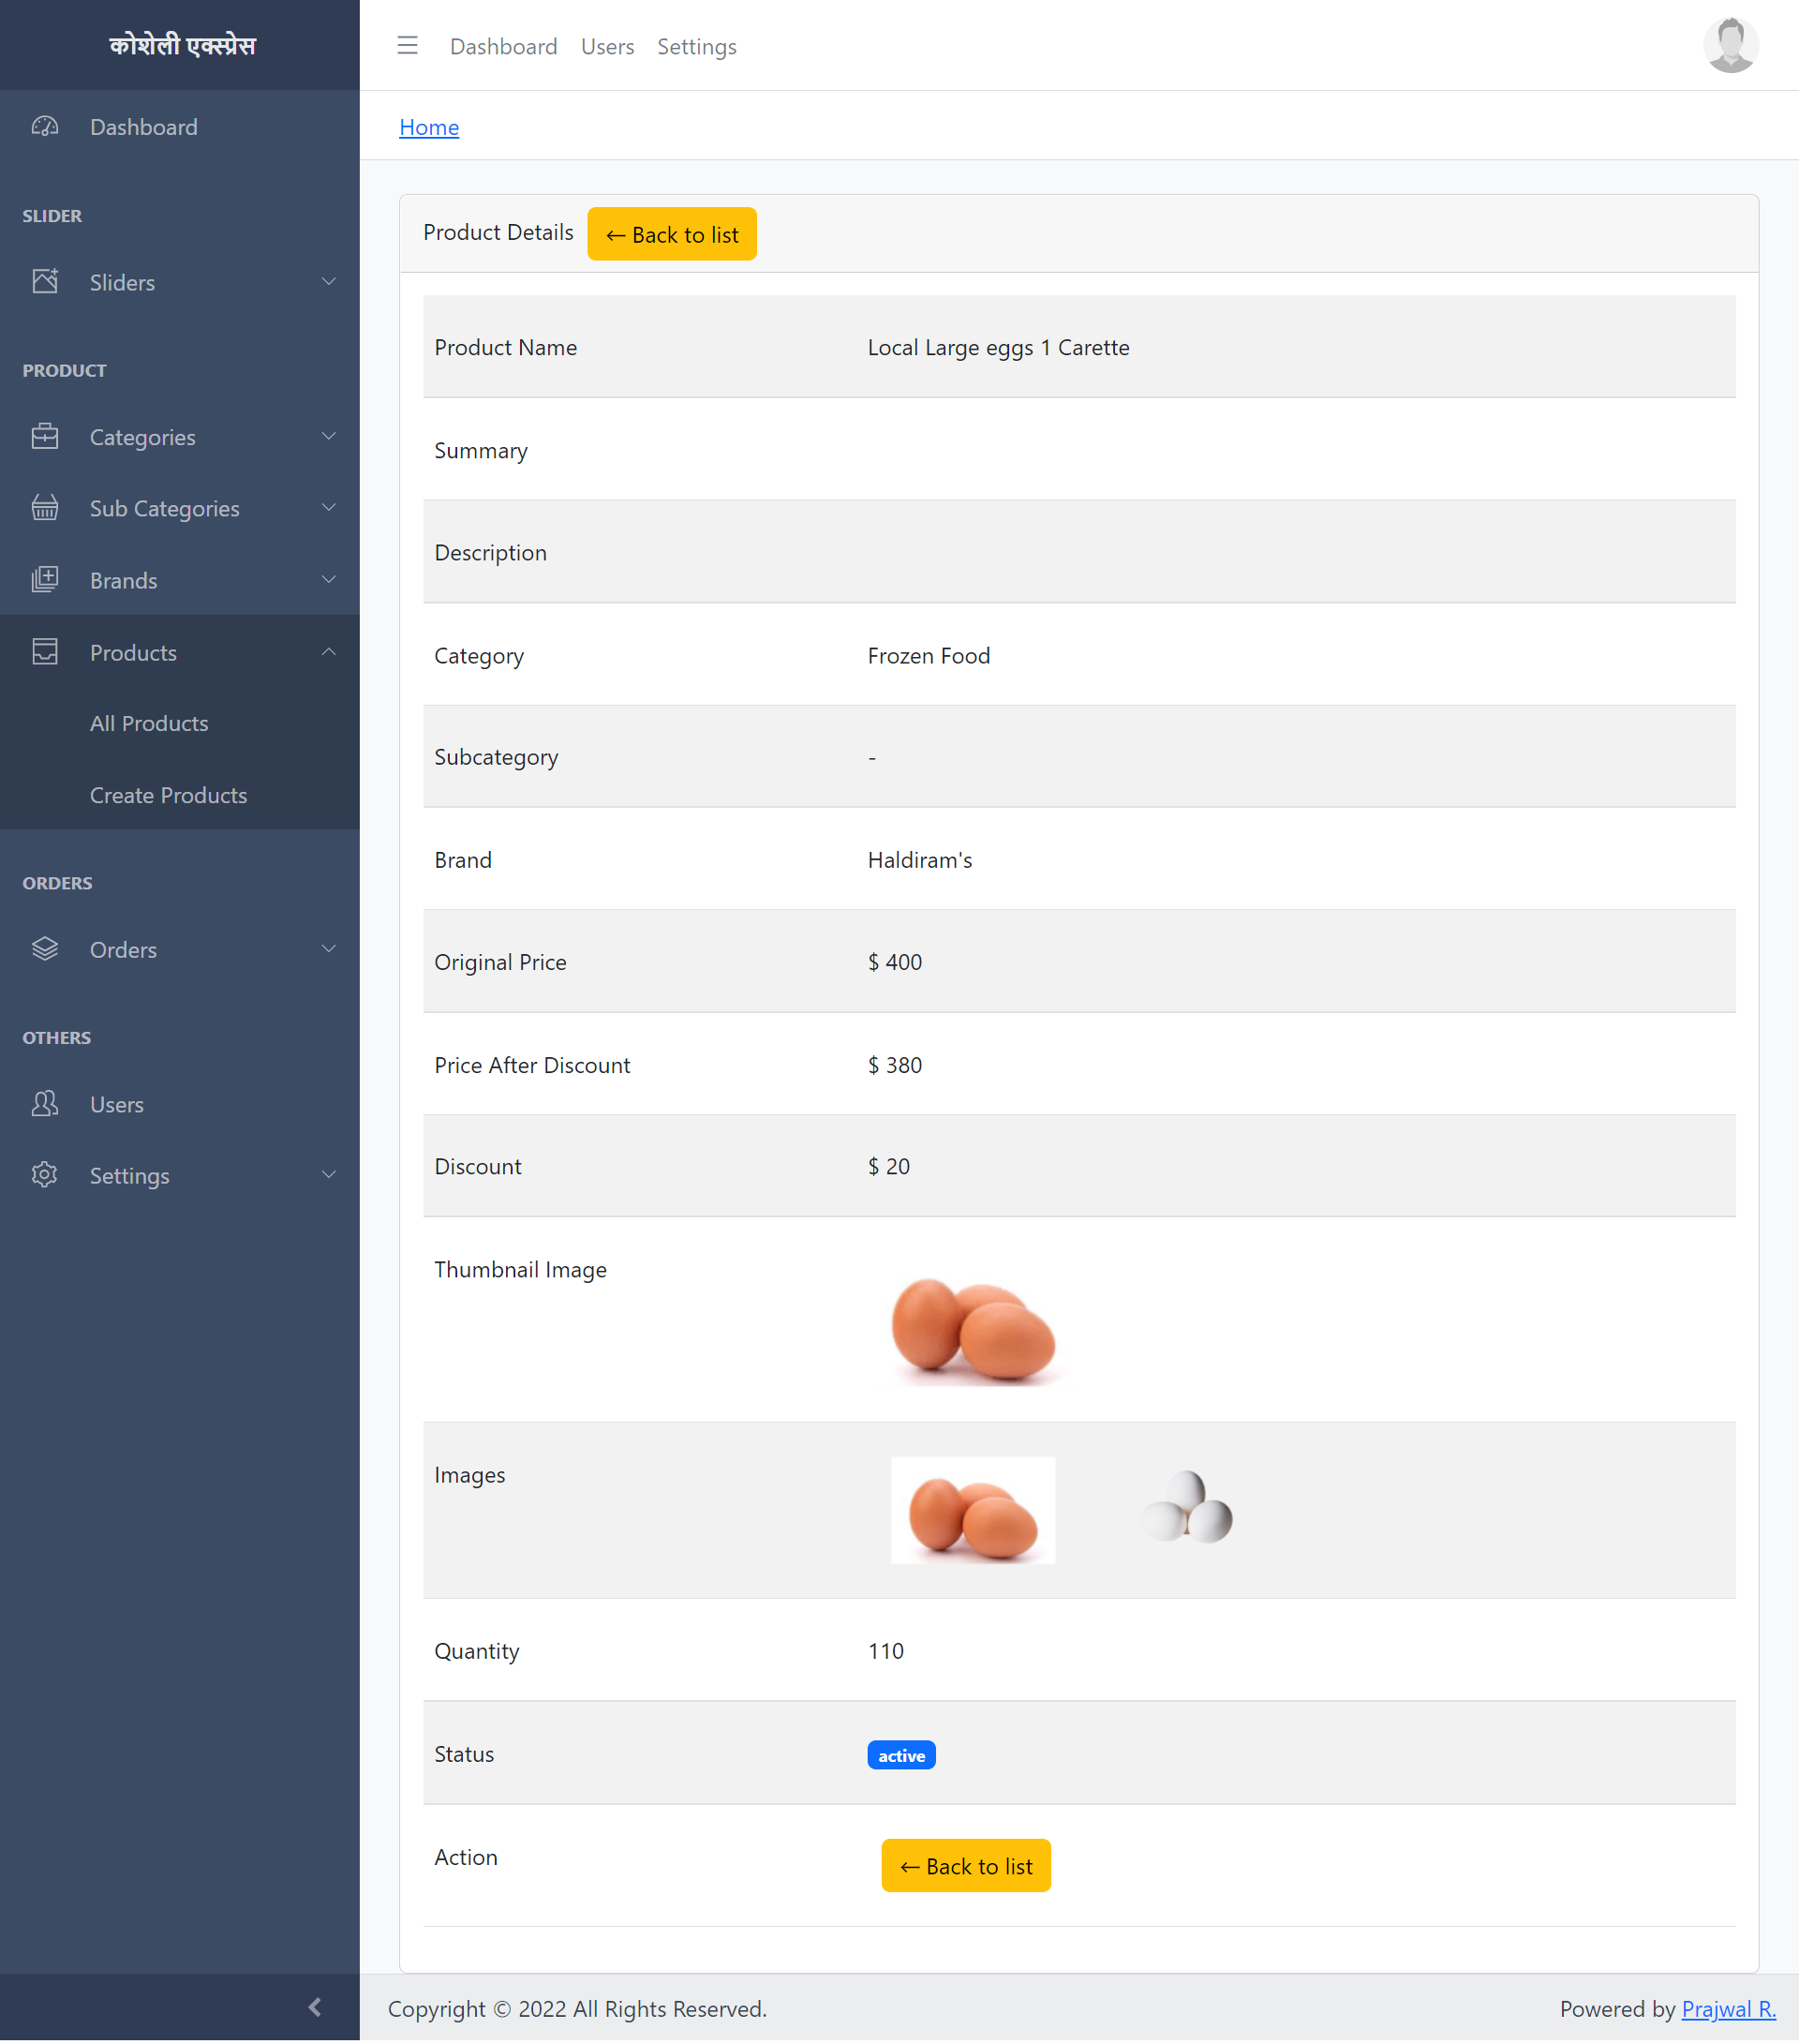 कोशेली एक्स्प्रेस
Dashboard
SLIDER
Sliders
PRODUCT
Categories
Sub Categories
Brands
Products
All Products
Create Products
ORDERS
Orders
OTHERS
Users
Settings
Dashboard Users Settings
Home
Product Details ← Back to list
Product Name Local Large eggs 1 Carette
Summary
Description
Category Frozen Food
Subcategory -
Brand Haldiram's
Original Price $ 400
Price After Discount $ 380
Discount $ 20
Thumbnail Image
Images
Quantity 110
Status active
Action ← Back to list
Copyright © 2022 All Rights Reserved. Powered by Prajwal R.